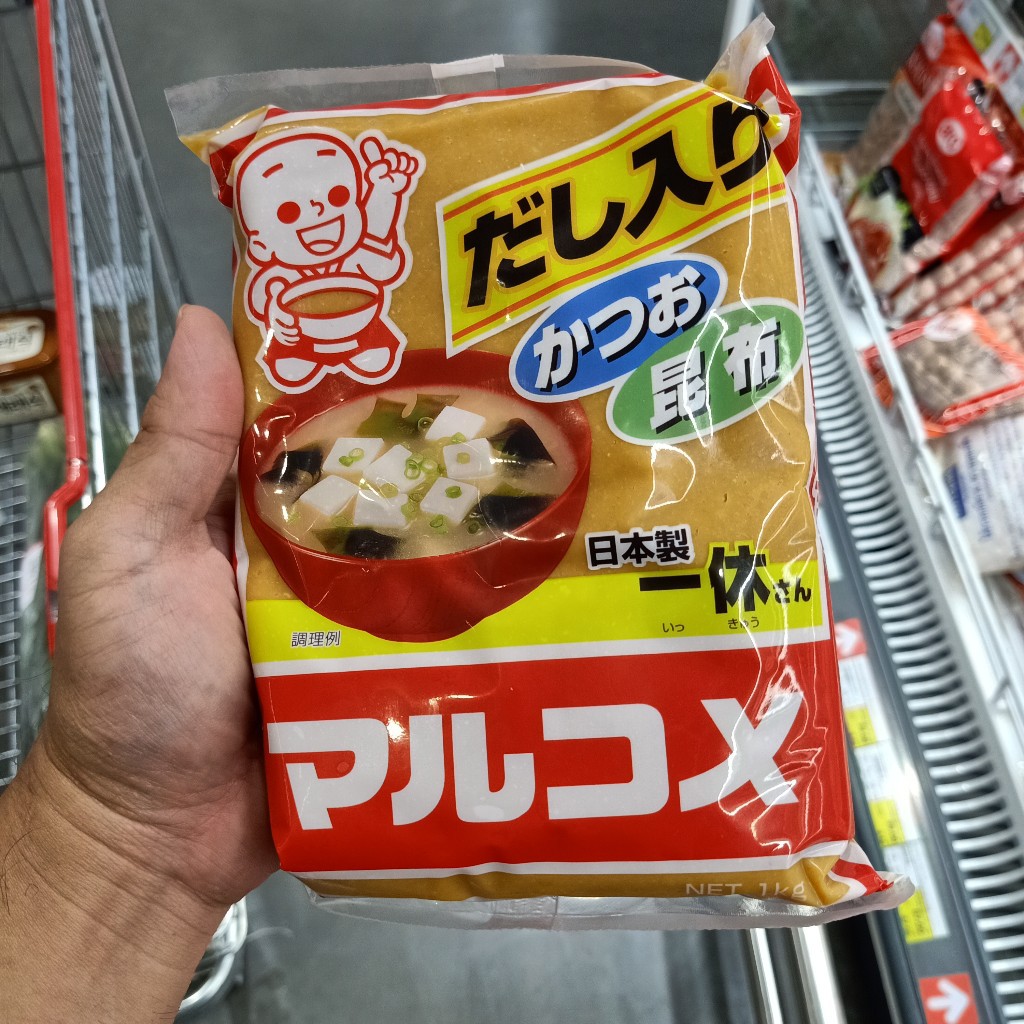 だし入り
かつお
昆布
日本製
一休さん
いっ きゅう
調理例
マルコメ
NET 1kg